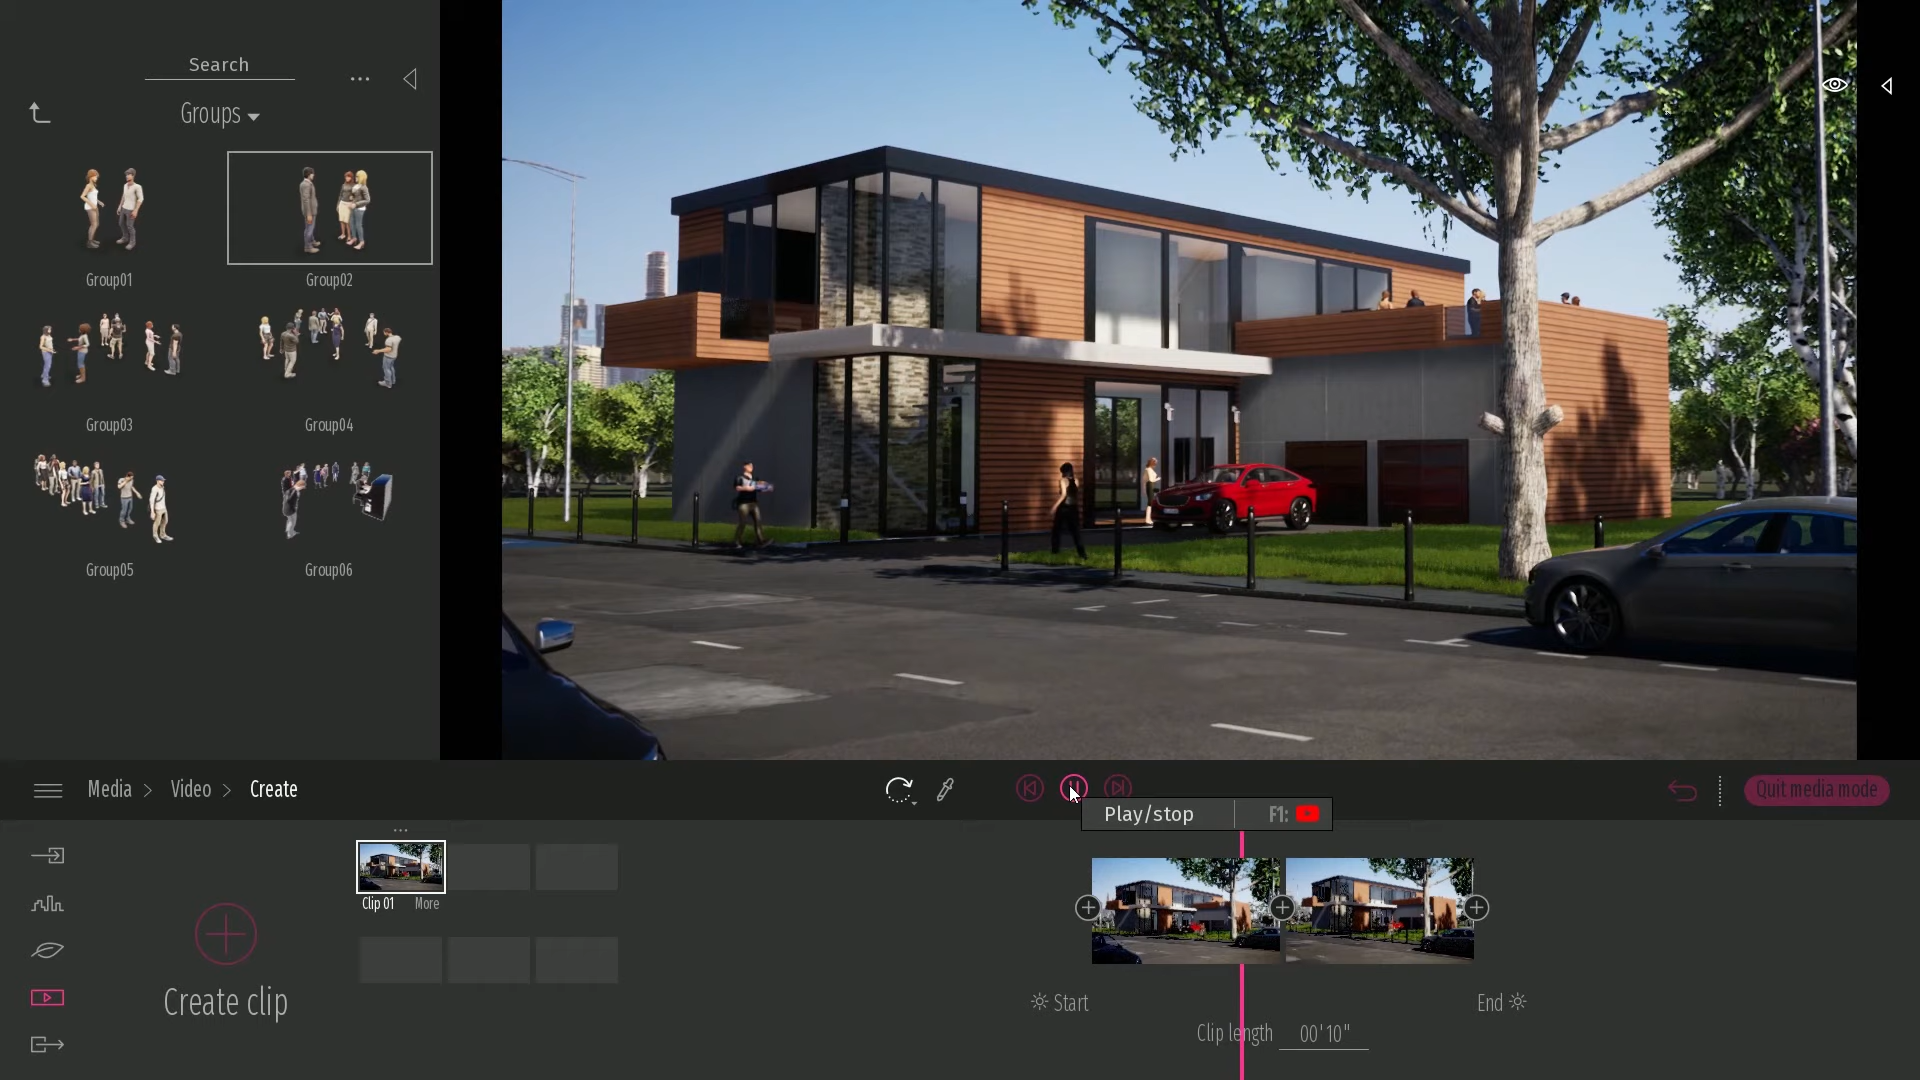 Search
Groups
Group01
Group02
Group03
Group04
Group05
Group06
Media > Video > Create
Quit media mode
Play/stop
F1:
Clip 01
More
Create clip
Start
End
Clip length
00'10"